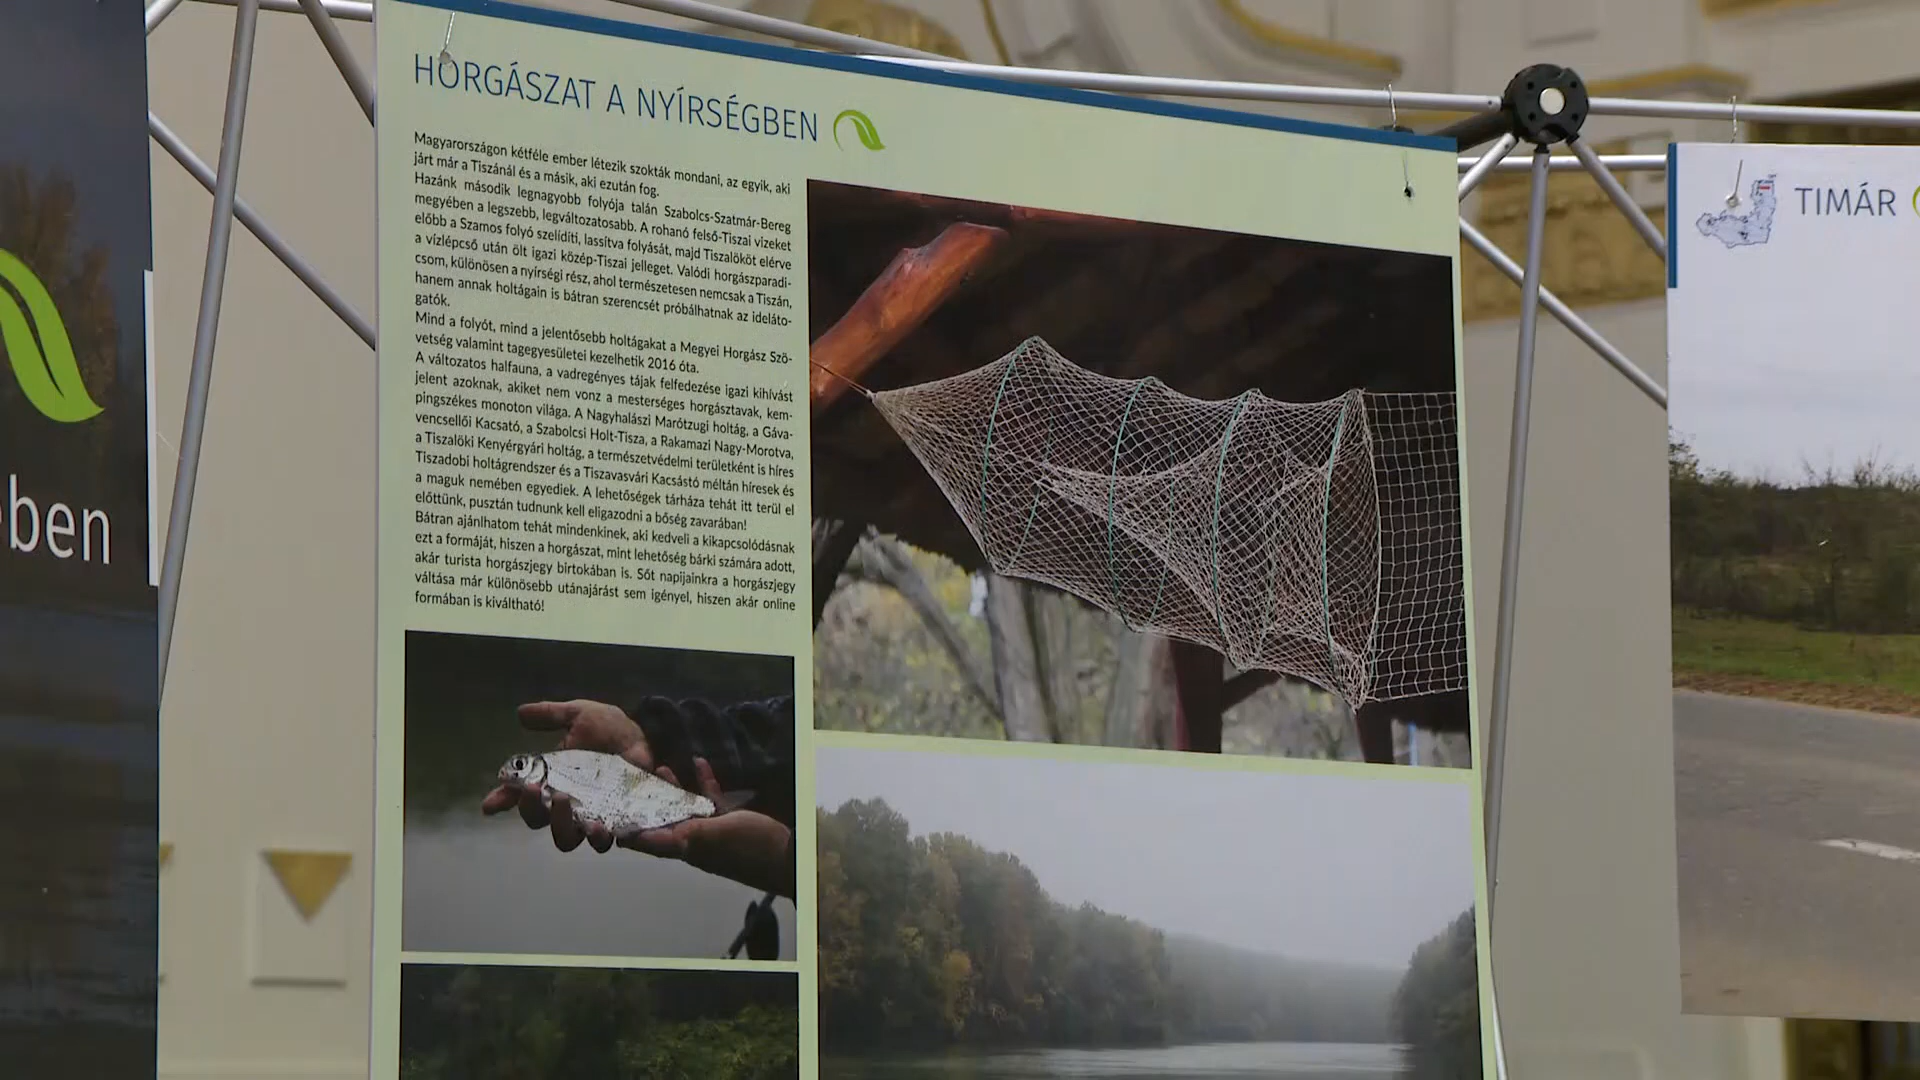 HORGÁSZAT A NYÍRSÉGBEN
Magyarországon kétféle ember létezik szokták mondani, az egyik, aki
járt már a Tiszánál és a másik, aki ezután fog.
Hazánk második legnagyobb folyója talán Szabolcs-Szatmár-Bereg
megyében a legszebb, legváltozatosabb. A rohanó felső-Tiszai vizeket
előbb a Szamos folyó szelídíti, lassítva folyását, majd Tiszalököt elérve
a vízlépcső után ölt igazi közép-Tiszai jelleget. Valódi horgászparadi-
csom, különösen a nyírségi rész, ahol természetesen nemcsak a Tiszán,
hanem annak holtágain is bátran szerencsét próbálhatnak az ideláto-
gatók.
Mind a folyót, mind a jelentősebb holtágakat a Megyei Horgász Szö-
vetség valamint tagegyesületei kezelhetik 2016 óta.
A változatos halfauna, a vadregényes tájak felfedezése igazi kihívást
jelent azoknak, akiket nem vonz a mesterséges horgásztavak, kem-
pingszékes monoton világa. A Nagyhalászi Marótzugi holtág, a Gáva-
vencsellői Kacsató, a Szabolcsi Holt-Tisza, a Rakamazi Nagy-Morotva,
a Tiszalöki Kenyérgyári holtág, a természetvédelmi területként is híres
Tiszadobi holtágrendszer és a Tiszavasvári Kacsástó méltán híresek és
a maguk nemében egyediek. A lehetőségek tárháza tehát itt terül el
előttünk, pusztán tudnunk kell eligazodni a bőség zavarában!
Bátran ajánlhatom tehát mindenkinek, aki kedveli a kikapcsolódásnak
ezt a formáját, hiszen a horgászat, mint lehetőség bárki számára adott,
akár turista horgászjegy birtokában is. Sőt napijainkra a horgászjegy
váltása már különösebb utánajárást sem igényel, hiszen akár online
formában is kiváltható!
ben
TIMÁR